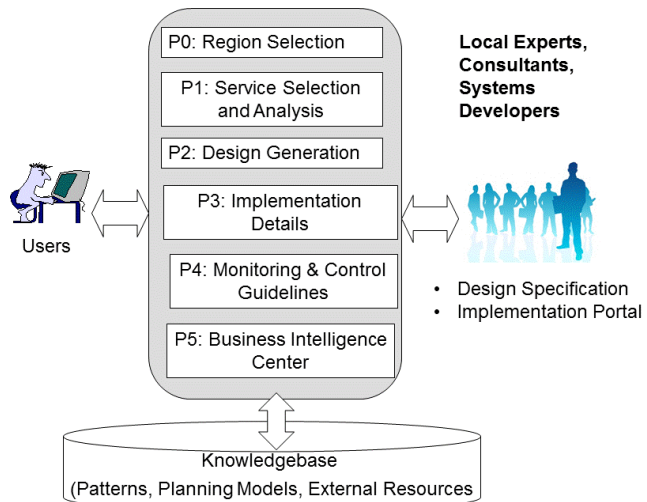 P0: Region Selection
P1: Service Selection
and Analysis
P2: Design Generation
P3: Implementation
Details
P4: Monitoring & Control
Guidelines
P5: Business Intelligence
Center
Users
Local Experts,
Consultants,
Systems
Developers
• Design Specification
• Implementation Portal
Knowledgebase
(Patterns, Planning Models, External Resources